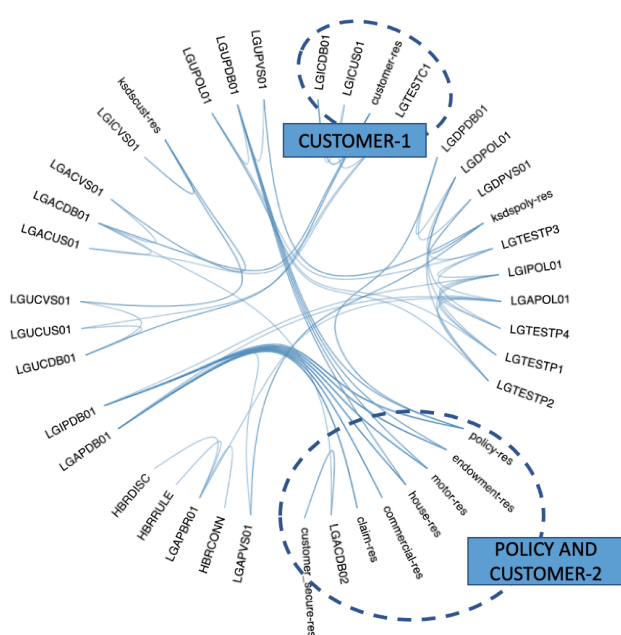 LGUPOL01
LGUPDB01
LGUPVS01
LGICDB01
LGICUS01
customer-res
LGTESTC1
CUSTOMER-1
LGDPDB01
LGDPOL01
LGDPVS01
ksdspoly-res
LGTESTP3
LGIPOL01
LGAPOL01
LGTESTP4
LGTESTP1
LGTESTP2
policy-res
endowment-res
motor-res
house-res
commercial-res
claim-res
LGACDB02
customer_secure-res
POLICY AND
CUSTOMER-2
LGAPVS01
HBRCONN
LGAPBR01
HBRRULE
HBRDISC
LGAPDB01
LGIPDB01
LGUCDB01
LGUCUS01
LGUCVS01
LGACUS01
LGACDB01
LGACVS01
LGICVS01
ksdscust-res